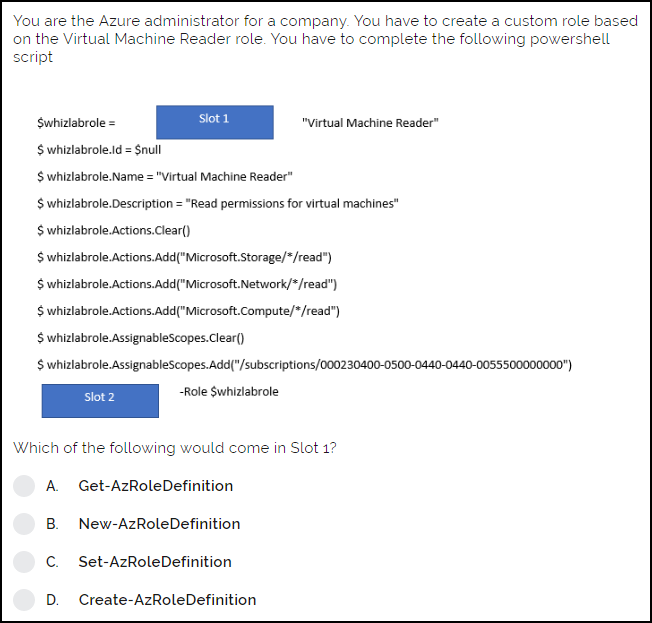 You are the Azure administrator for a company. You have to create a custom role based
on the Virtual Machine Reader role. You have to complete the following powershell
script
$whizlabrole = Slot 1 "Virtual Machine Reader"
$ whizlabrole.Id = $null
$ whizlabrole.Name = "Virtual Machine Reader"
$ whizlabrole.Description = "Read permissions for virtual machines"
$ whizlabrole.Actions.Clear()
$ whizlabrole.Actions.Add("Microsoft.Storage/*/read")
$ whizlabrole.Actions.Add("Microsoft.Network/*/read")
$ whizlabrole.Actions.Add("Microsoft.Compute/*/read")
$ whizlabrole.AssignableScopes.Clear()
$ whizlabrole.AssignableScopes.Add("/subscriptions/000230400-0500-0440-0440-0055500000000")
Slot 2 -Role $whizlabrole
Which of the following would come in Slot 1?
A. Get-AzRoleDefinition
B. New-AzRoleDefinition
C. Set-AzRoleDefinition
D. Create-AzRoleDefinition